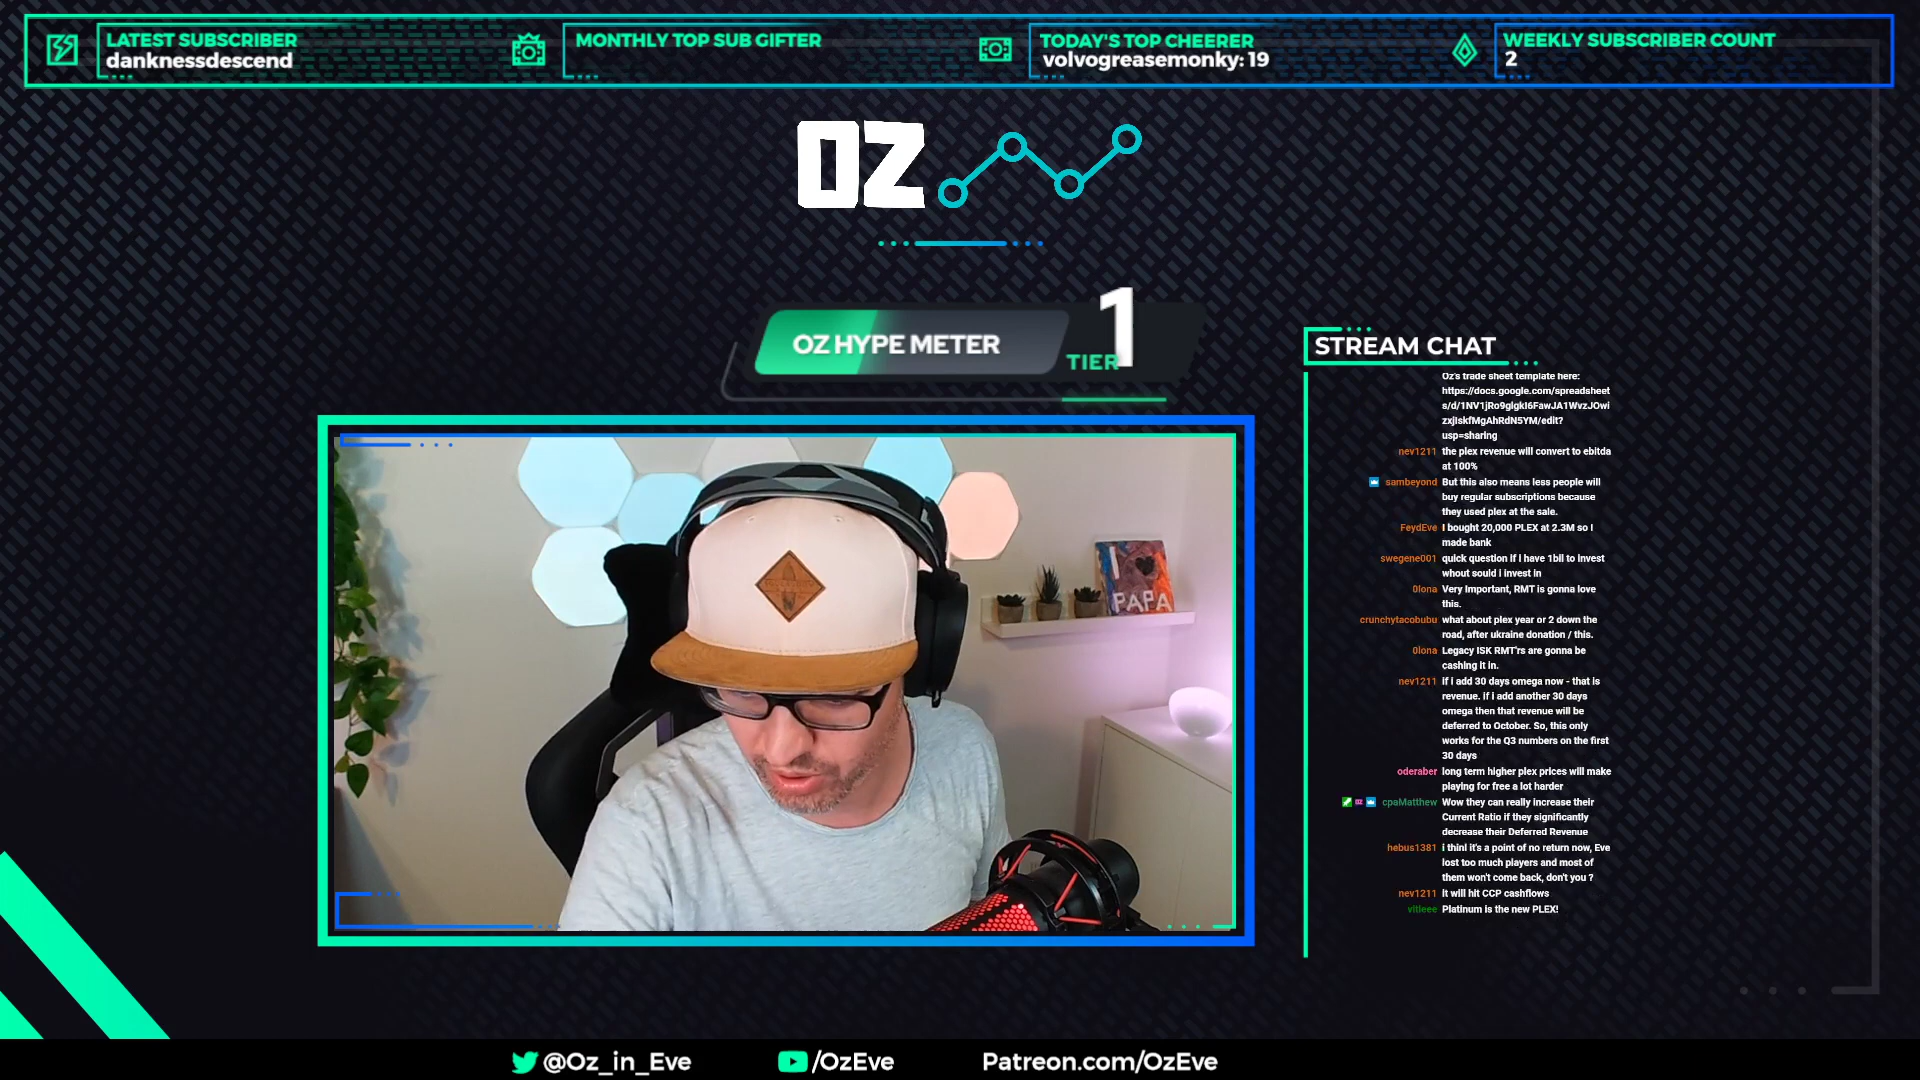 LATEST SUBSCRIBER
danknessdescend
MONTHLY TOP SUB GIFTER
TODAY'S TOP CHEERER
volvogreasemonky: 19
WEEKLY SUBSCRIBER COUNT
2
OZ
OZ HYPE METER
TIER 1
STREAM CHAT
Oz's trade sheet template here:
https://docs.google.com/spreadsheet
usp=sharing
nev1211 the plex revenue will convert to ebitda
at 100%
sambeyond But this also means less people will
buy regular subscriptions because
they used plex at the sale.
FeydEve I bought 20,000 PLEX at 2.3M so I
made bank
swegene001 quick question if i have 1bil to invest
whout sould i invest in
0lona Very Important, RMT is gonna love
this.
crunchytacobubu what about plex year or 2 down the
road, after ukraine donation / this.
0lona Legacy ISK RMT'rs are gonna be
cashing it in.
nev1211 if i add 30 days omega now - that is
revenue. If i add another 30 days
omega then that revenue will be
deferred to October. So, this only
works for the Q3 numbers on the first
30 days
oderaber long term higher plex prices will make
playing for free a lot harder
cpaMatthew Wow they can really increase their
Current Ratio if they significantly
decrease their Deferred Revenue
hebus1381 i thinl it's a point of no return now, Eve
lost too much players and most of
them won't come back, don't you ?
nev1211 it will hit CCP cashflows
vitieee Platinum is the new PLEX!
I
PAPA
@Oz_in_Eve
/OzEve
Patreon.com/OzEve